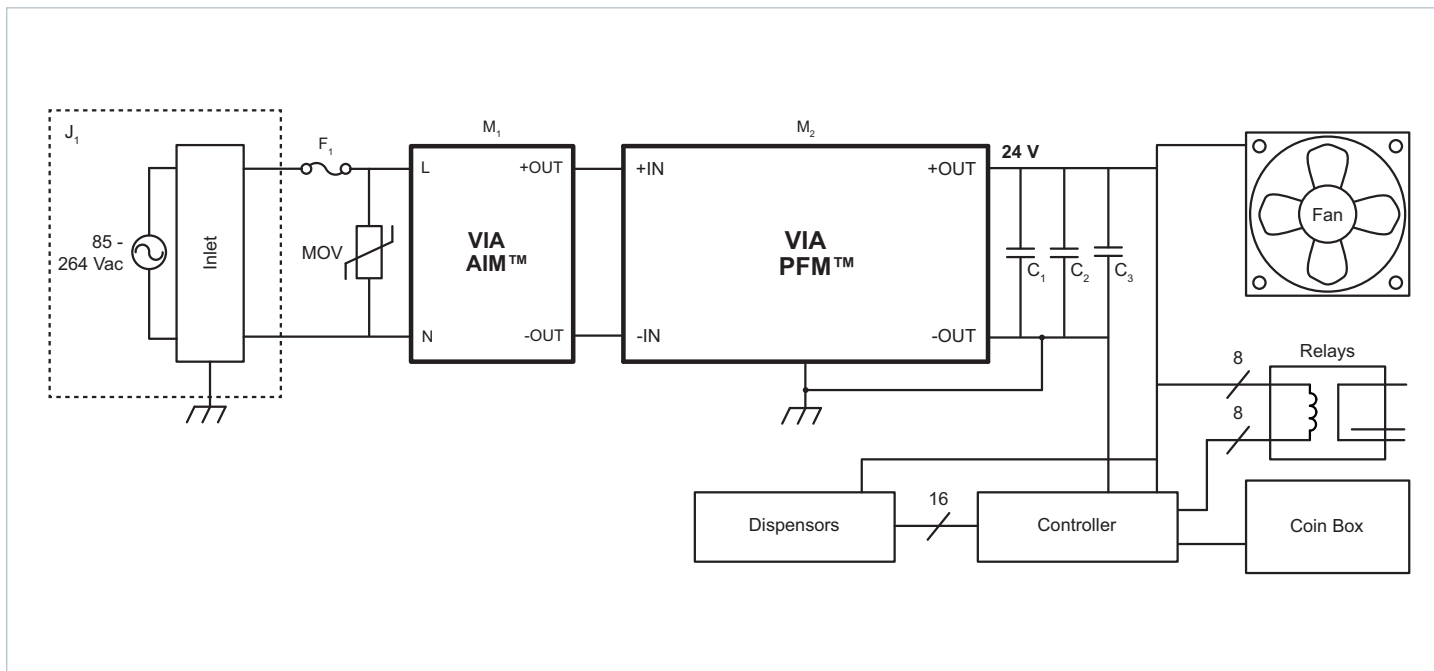 J1
85 -
264 Vac
Inlet
F1
MOV
M1
L
+OUT
VIA
AIM™
N
-OUT
M2
+IN
+OUT
VIA
PFM™
-IN
-OUT
24 V
C1
C2
C3
Fan
Relays
8
8
Dispensors
16
Controller
Coin Box